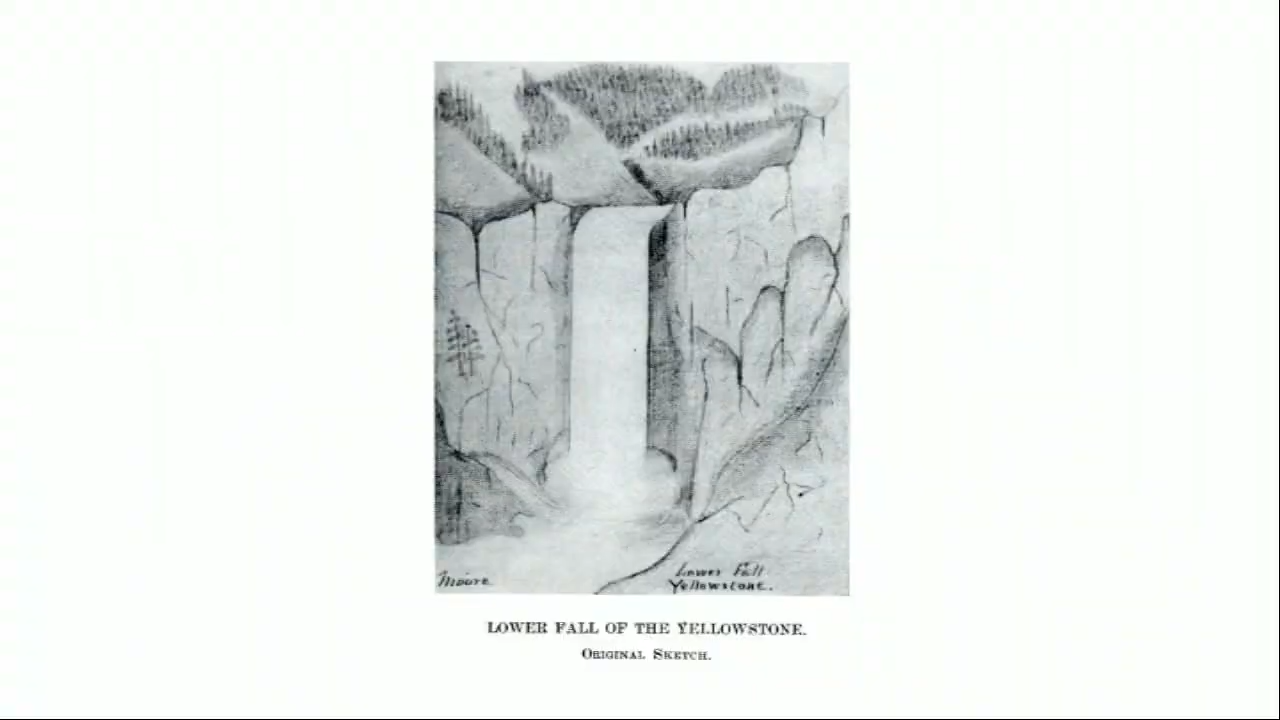 Moore
Lower Fall
Yellowstone.
LOWER FALL OF THE YELLOWSTONE.
ORIGINAL SKETCH.